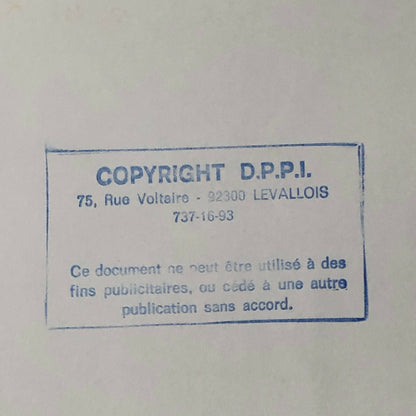 COPYRIGHT D.P.P.I.
75, Rue Voltaire - 92300 LEVALLOIS
737-16-93
Ce document ne peut être utilisé à des
fins publicitaires, ou cédé à une autre
publication sans accord.